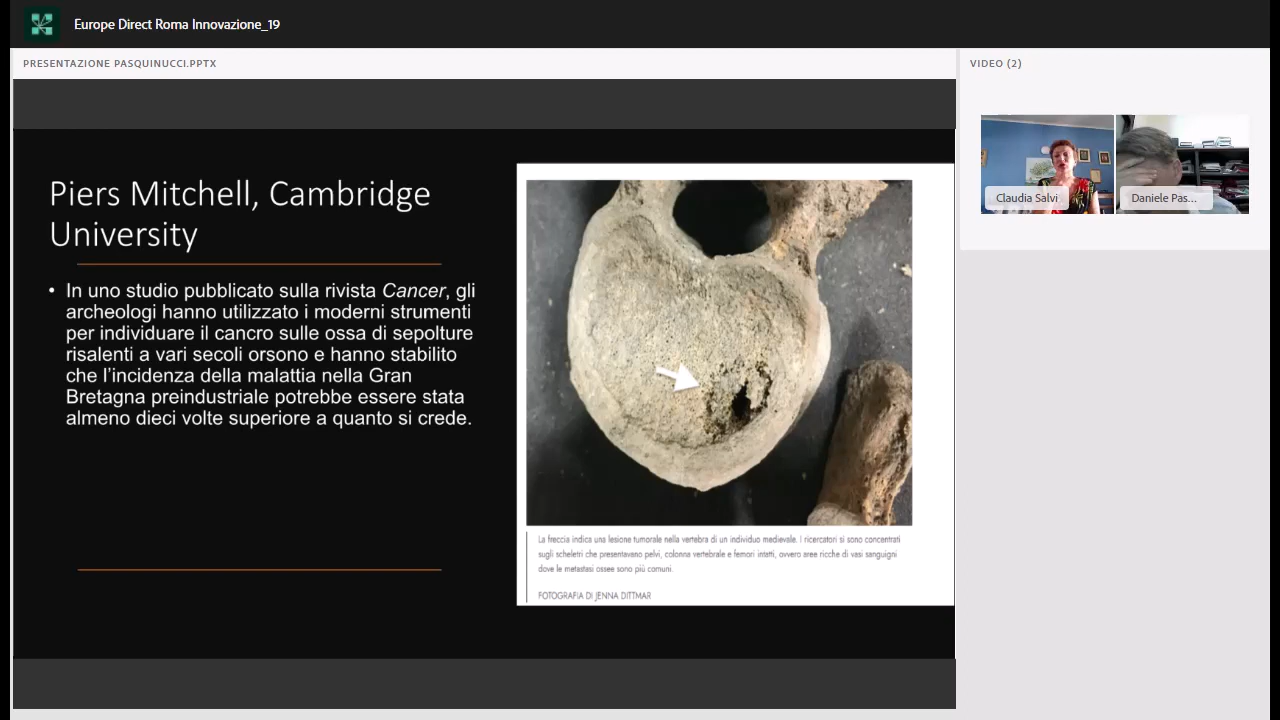 Europe Direct Roma Innovazione_19
PRESENTAZIONE PASQUINUCCI.PPTX
VIDEO (2)
Claudia Salvi
Daniele Pas...
Piers Mitchell, Cambridge
University
• In uno studio pubblicato sulla rivista Cancer, gli
archeologi hanno utilizzato i moderni strumenti
per individuare il cancro sulle ossa di sepolture
risalenti a vari secoli orsono e hanno stabilito
che l'incidenza della malattia nella Gran
Bretagna preindustriale potrebbe essere stata
almeno dieci volte superiore a quanto si crede.
La freccia indica una lesione tumorale nella vertebra di un individuo medievale. I ricercatori si sono concentrati
sugli scheletri che presentavano pelvi, colonna vertebrale e femori intatti, ovvero aree ricche di vasi sanguigni
dove le metastasi ossee sono più comuni.
FOTOGRAFIA DI JENNA DITTMAR